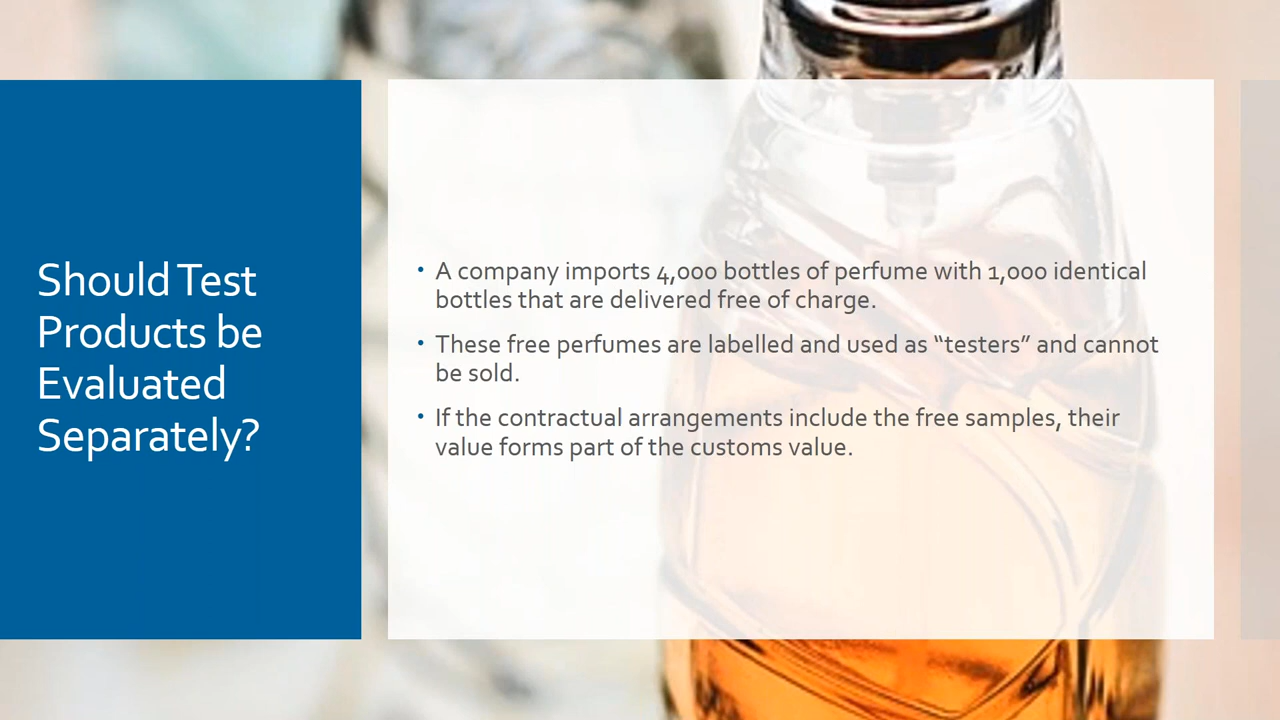 Should Test
Products be
Evaluated
Separately?
• A company imports 4,000 bottles of perfume with 1,000 identical
bottles that are delivered free of charge.
• These free perfumes are labelled and used as “testers” and cannot
be sold.
• If the contractual arrangements include the free samples, their
value forms part of the customs value.